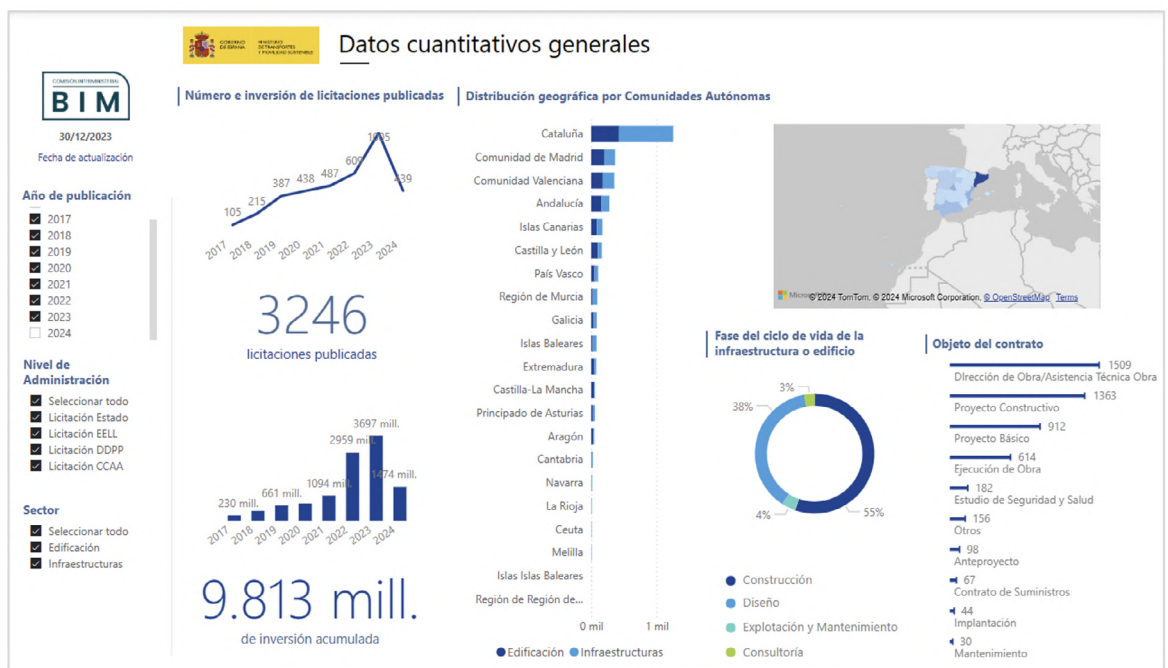 GOBIERNO DE ESPAÑA
MINISTERIO DE TRANSPORTES Y MOVILIDAD SOSTENIBLE
Datos cuantitativos generales
COMISIÓN INTERMINISTERIAL
BIM
30/12/2023
Fecha de actualización
Año de publicación
2017
2018
2019
2020
2021
2022
2023
2024
Nivel de
Administración
Seleccionar todo
Licitación Estado
Licitación EELL
Licitación DDPP
Licitación CCAA
Sector
Seleccionar todo
Edificación
Infraestructuras
Número e inversión de licitaciones publicadas
105
215
387
438
487
600
439
2017
2018
2019
2020
2021
2022
2023
2024
3246
licitaciones publicadas
230 mill.
661 mill.
1094 mill.
2959 mill.
3697 mill.
1474 mill.
2017
2018
2019
2020
2021
2022
2023
2024
9.813 mill.
de inversión acumulada
Distribución geográfica por Comunidades Autónomas
Cataluña
Comunidad de Madrid
Comunidad Valenciana
Andalucía
Islas Canarias
Castilla y León
País Vasco
Región de Murcia
Galicia
Islas Baleares
Extremadura
Castilla-La Mancha
Principado de Asturias
Aragón
Cantabria
Navarra
La Rioja
Ceuta
Melilla
Islas Islas Baleares
Región de Región de...
0 mil
1 mil
Edificación
Infraestructuras
© 2024 TomTom, © 2024 Microsoft Corporation, © OpenStreetMap Terms
Fase del ciclo de vida de la
infraestructura o edificio
3%
38%
4%
55%
Construcción
Diseño
Explotación y Mantenimiento
Consultoría
Objeto del contrato
1509
Dirección de Obra/Asistencia Técnica Obra
1363
Proyecto Constructivo
912
Proyecto Básico
614
Ejecución de Obra
182
Estudio de Seguridad y Salud
156
Otros
98
Anteproyecto
67
Contrato de Suministros
44
Implantación
30
Mantenimiento